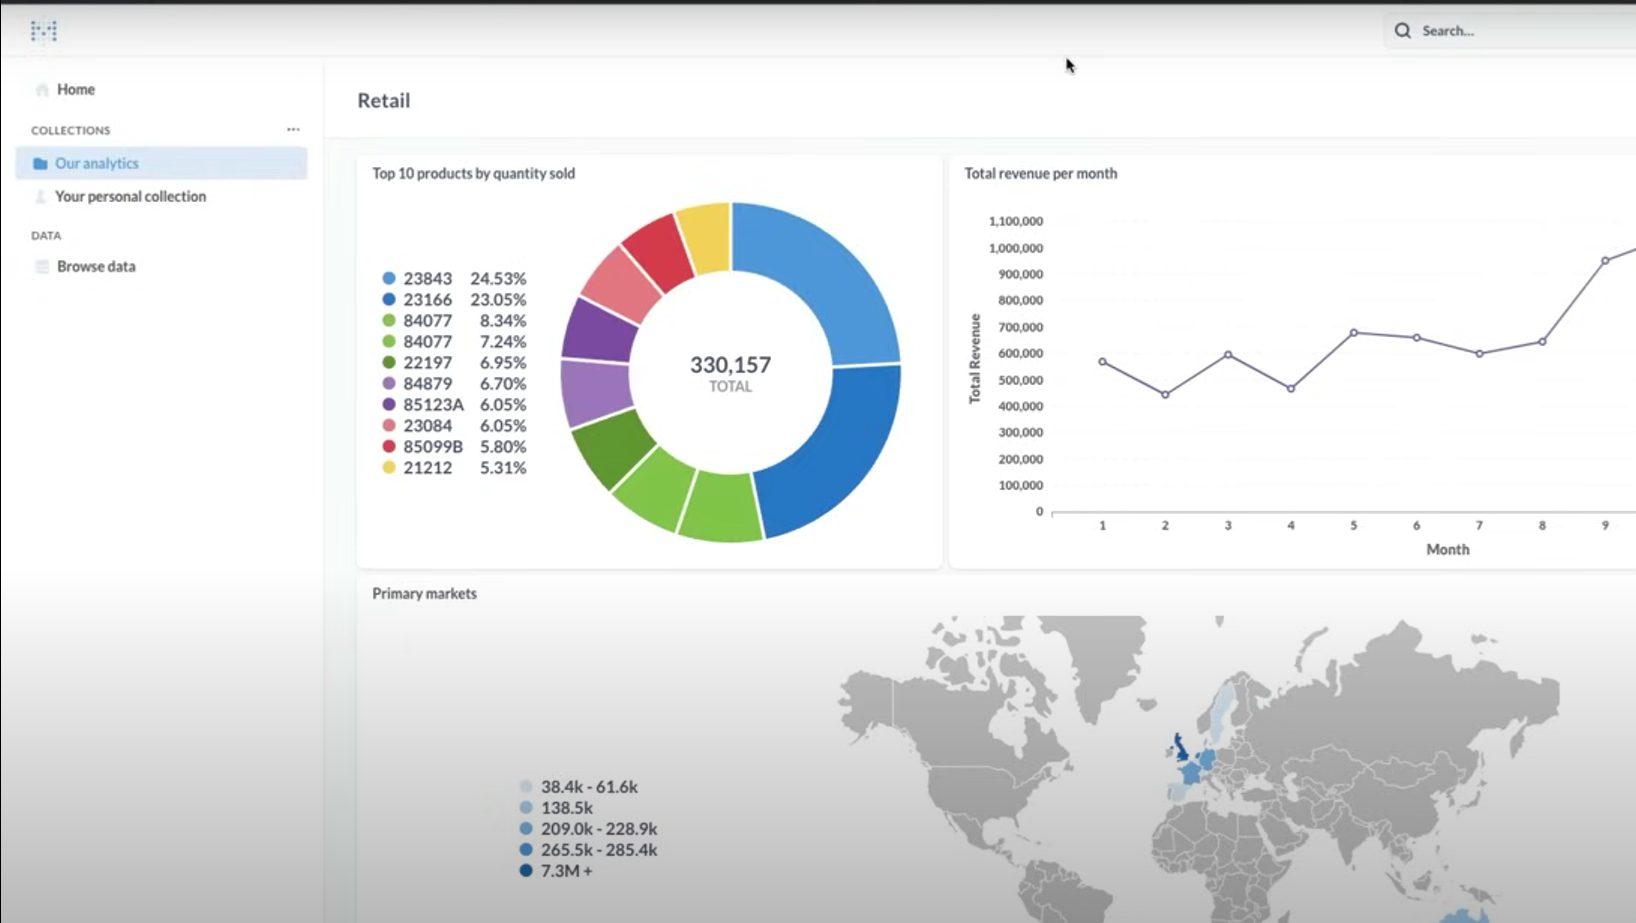 Search...
Home
COLLECTIONS ...
Our analytics
Your personal collection
DATA
Browse data
Retail
Top 10 products by quantity sold
23843 24.53%
23166 23.05%
84077 8.34%
84077 7.24%
22197 6.95%
84879 6.70%
85123A 6.05%
23084 6.05%
85099B 5.80%
21212 5.31%
330,157
TOTAL
Total revenue per month
Total Revenue
1,100,000
1,000,000
900,000
800,000
700,000
600,000
500,000
400,000
300,000
200,000
100,000
0
1 2 3 4 5 6 7 8 9
Month
Primary markets
38.4k - 61.6k
138.5k
209.0k - 228.9k
265.5k - 285.4k
7.3M +